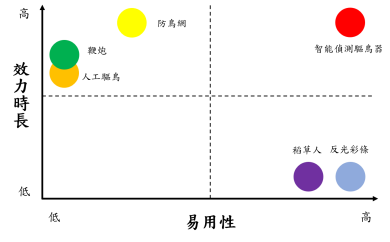 高
防鳥網
智能偵測驅鳥器
鞭炮
人工驅鳥
效力時長
稻草人 反光彩條
低
低 高
易用性